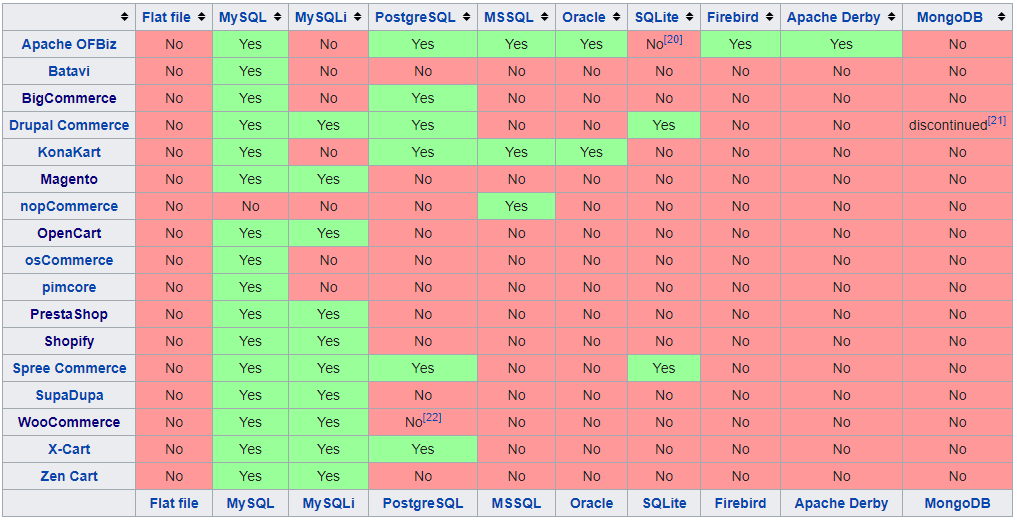 Flat file MySQL MySQLi PostgreSQL MSSQL Oracle SQLite Firebird Apache Derby MongoDB
Apache OFBiz No Yes No Yes Yes Yes No[20] Yes Yes No
Batavi No Yes No No No No No No No No
BigCommerce No Yes No Yes No No No No No No
Drupal Commerce No Yes Yes Yes No No Yes No No discontinued[21]
KonaKart No Yes No Yes Yes Yes No No No No
Magento No Yes Yes No No No No No No No
nopCommerce No No No No Yes No No No No No
OpenCart No Yes Yes No No No No No No No
osCommerce No Yes No No No No No No No No
pimcore No Yes No No No No No No No No
PrestaShop No Yes Yes No No No No No No No
Shopify No Yes Yes No No No No No No No
Spree Commerce No Yes Yes Yes No No Yes No No No
SupaDupa No Yes Yes No No No No No No No
WooCommerce No Yes Yes No[22] No No No No No No
X-Cart No Yes Yes Yes No No No No No No
Zen Cart No Yes Yes No No No No No No No
Flat file MySQL MySQLi PostgreSQL MSSQL Oracle SQLite Firebird Apache Derby MongoDB